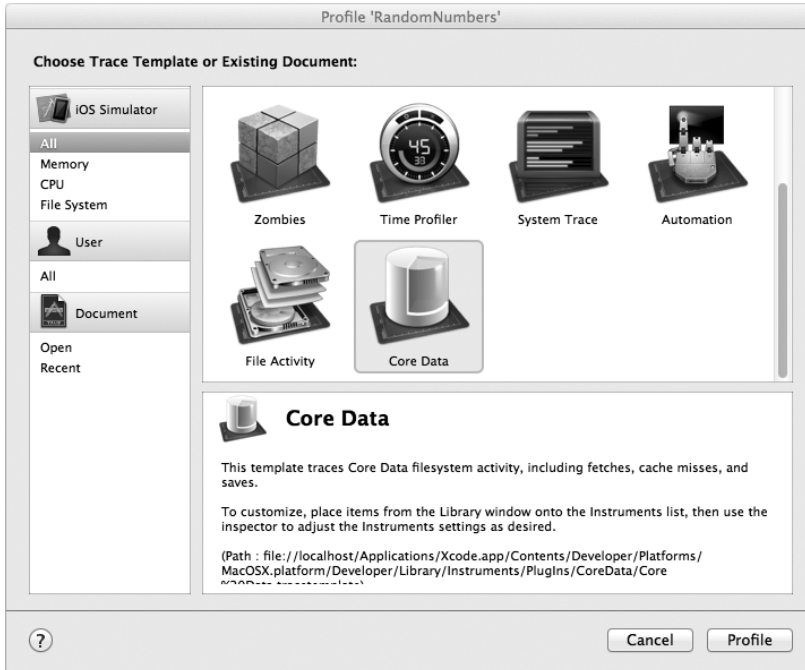 Profile 'RandomNumbers'
Choose Trace Template or Existing Document:
iOS Simulator
All
Memory
CPU
File System
User
All
Document
Open
Recent
45
Zombies
Time Profiler
System Trace
Automation
File Activity
Core Data
Core Data
This template traces Core Data filesystem activity, including fetches, cache misses, and
saves.
To customize, place items from the Library window onto the Instruments list, then use the
inspector to adjust the Instruments settings as desired.
(Path : file://localhost/Applications/Xcode.app/Contents/Developer/Platforms/
MacOSX.platform/Developer/Library/Instruments/PlugIns/CoreData/Core
%20Data.tracetemplate)
?
Cancel
Profile